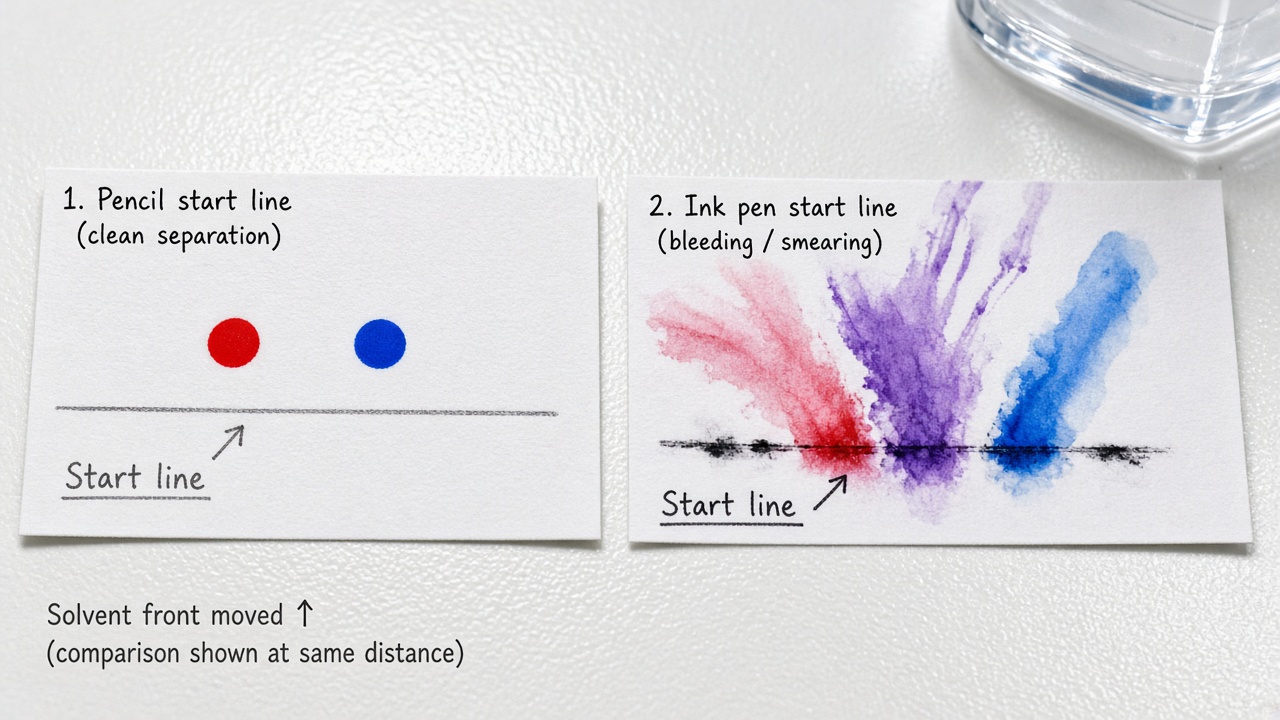 1. Pencil start line
(clean separation)
Start line
2. Ink pen start line
(bleeding / smearing)
Start line
Solvent front moved ↑
(comparison shown at same distance)